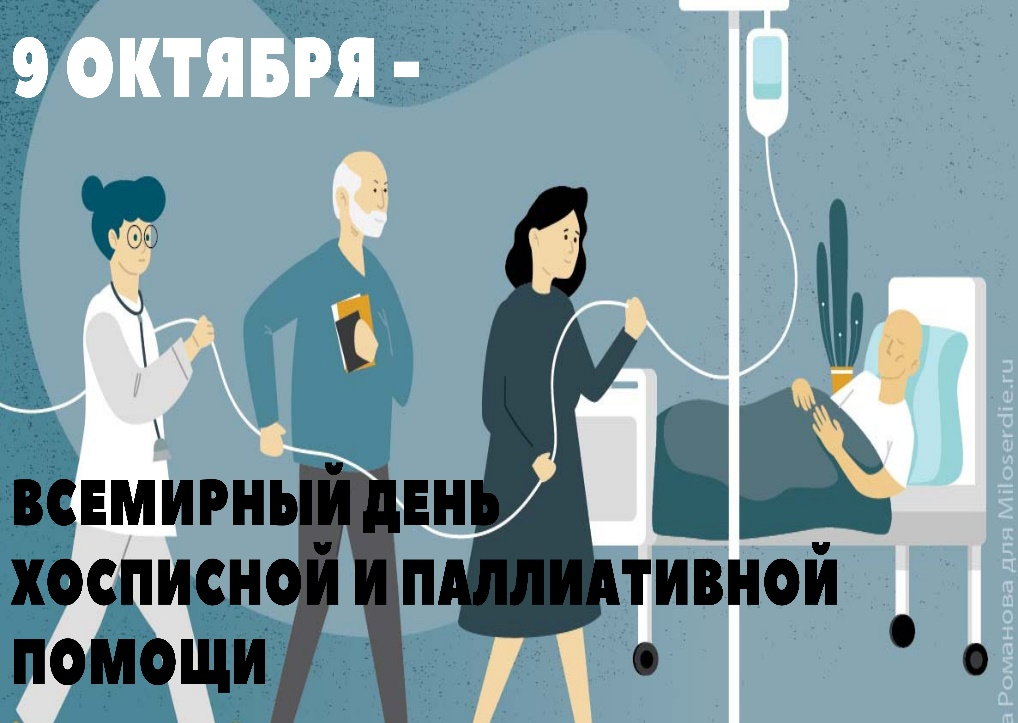 9 ОКТЯБРЯ -
ВСЕМИРНЫЙ ДЕНЬ
ХОСПИСНОЙ И ПАЛЛИАТИВНОЙ
ПОМОЩИ
а Романова для Miloserdie.ru